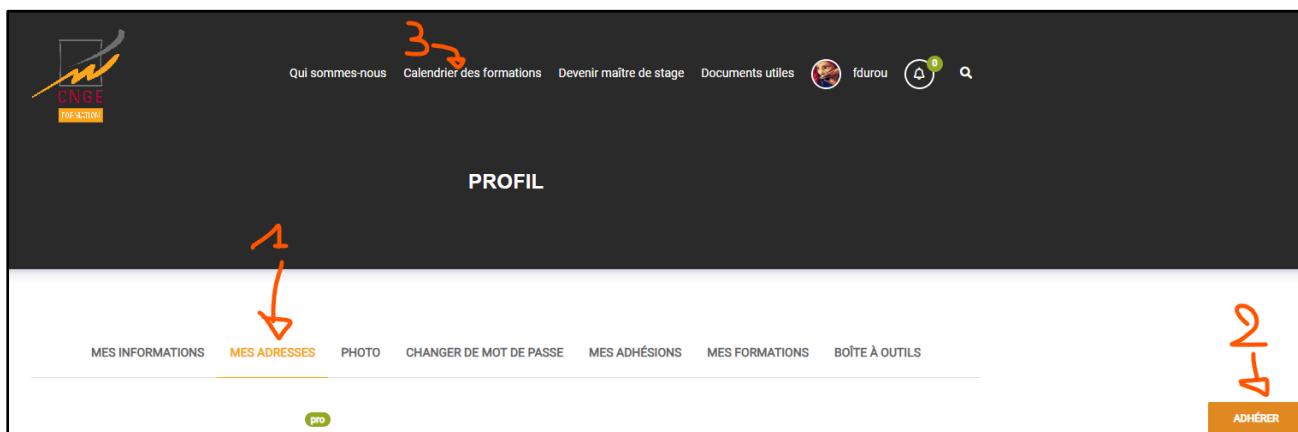 3
CNGE
FORMATION
Qui sommes-nous Calendrier des formations Devenir maître de stage Documents utiles fdurou 0
PROFIL
1
2
MES INFORMATIONS MES ADRESSES PHOTO CHANGER DE MOT DE PASSE MES ADHÉSIONS MES FORMATIONS BOÎTE À OUTILS
pro ADHÉRER